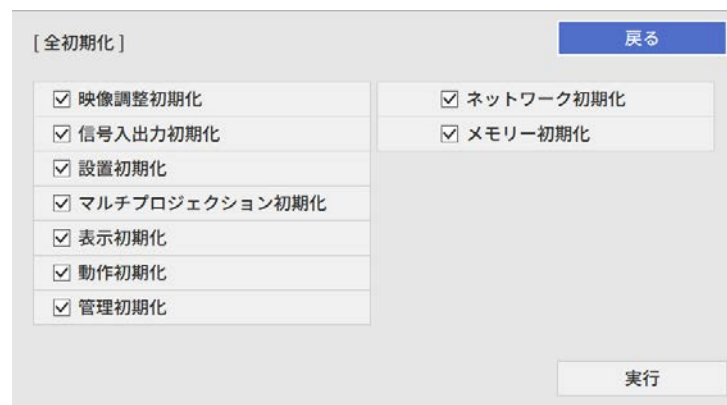 [ 全初期化 ]
戻る
映像調整初期化
信号入出力初期化
設置初期化
マルチプロジェクション初期化
表示初期化
動作初期化
管理初期化
ネットワーク初期化
メモリー初期化
実行